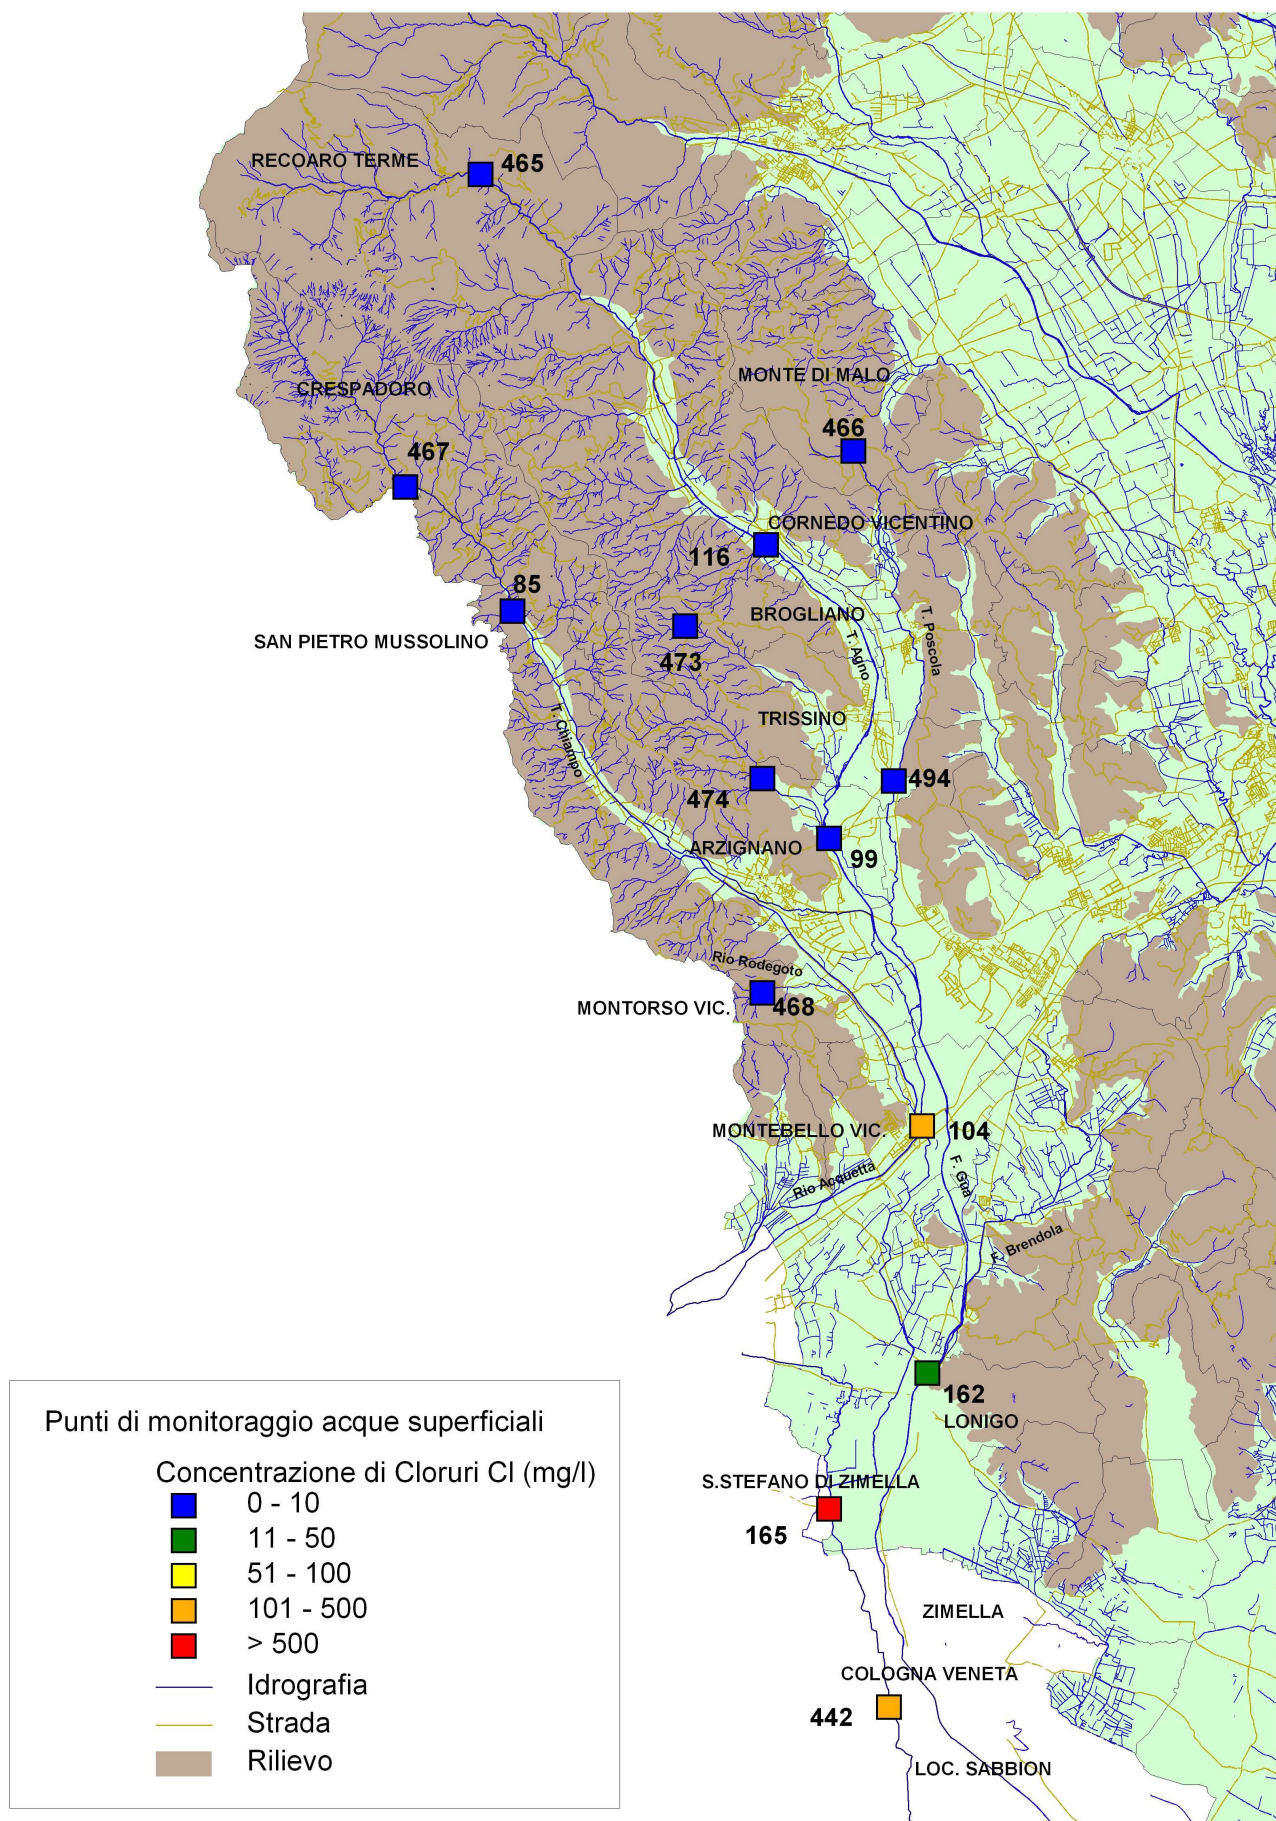 RECOARO TERME
465
CRESPADORO
MONTE DI MALO
466
467
CORNEDO VICENTINO
116
85
BROGLIANO
T. Poscola
T. Agno
SAN PIETRO MUSSOLINO
473
TRISSINO
T. Chiampo
494
474
ARZIGNANO
99
Rio Rodegoto
MONTORSO VIC.
468
MONTEBELLO VIC.
104
Rio Acquetta
F. Gua
F. Brendola
162
LONIGO
S.STEFANO DI ZIMELLA
165
ZIMELLA
COLOGNA VENETA
442
LOC. SABBION
Punti di monitoraggio acque superficiali
Concentrazione di Cloruri Cl (mg/l)
0 - 10
11 - 50
51 - 100
101 - 500
> 500
Idrografia
Strada
Rilievo